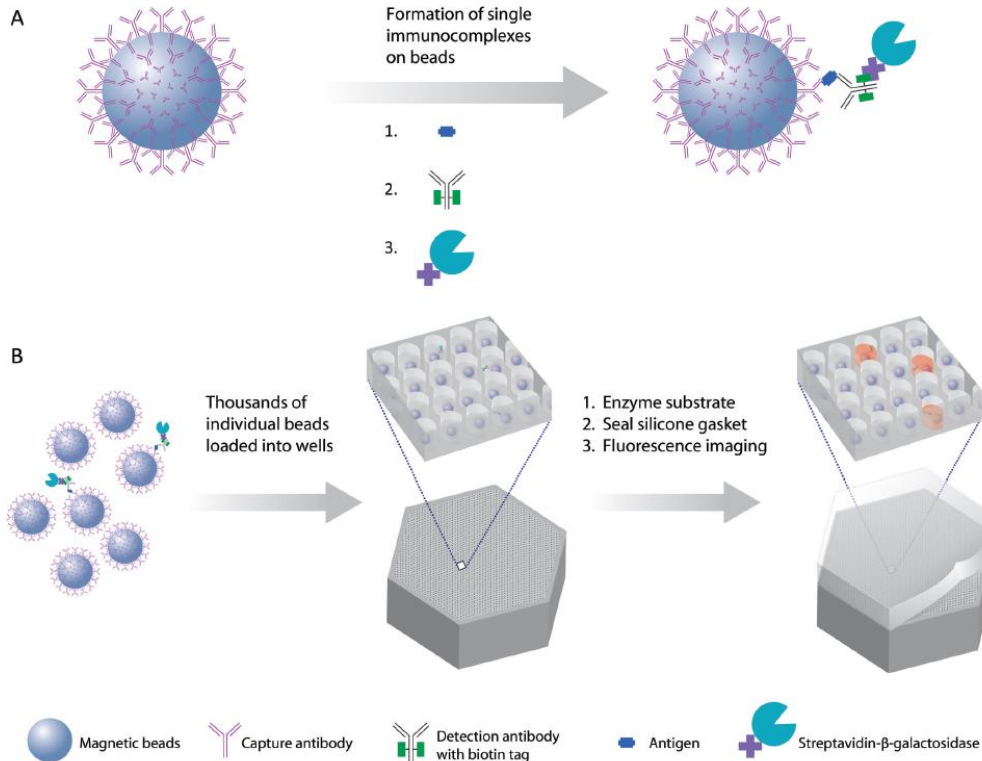 A
Formation of single
immunocomplexes
on beads
1.
2.
3.
B
Thousands of
individual beads
loaded into wells
1. Enzyme substrate
2. Seal silicone gasket
3. Fluorescence imaging
Magnetic beads
Capture antibody
Detection antibody
with biotin tag
Antigen
Streptavidin-β-galactosidase